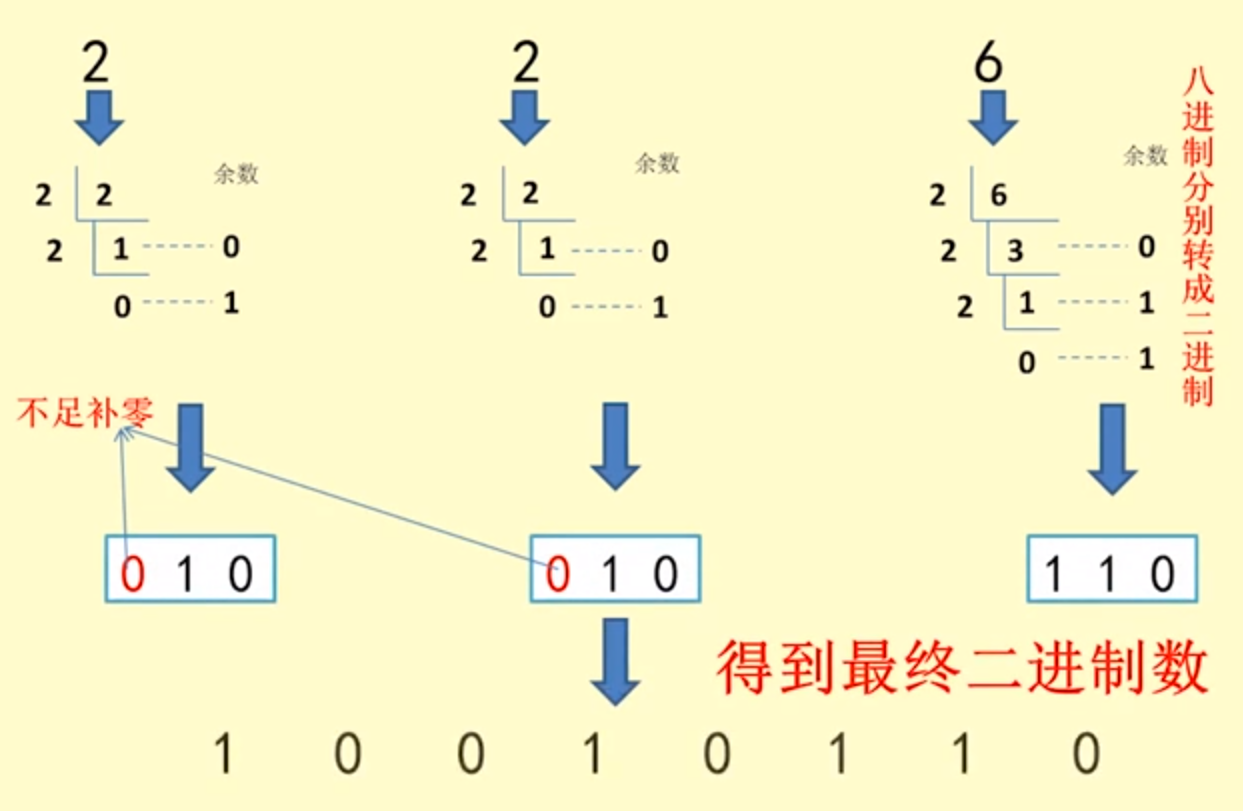 2 2 6
余数 余数 余数
2 2 2 2 2 6
2 1 0 2 1 0 2 3 0
0 1 0 1 2 1 1
0 1
八进制分别转成二进制
不足补零
0 1 0 0 1 0 1 1 0
得到最终二进制数
1 0 0 1 0 1 1 0